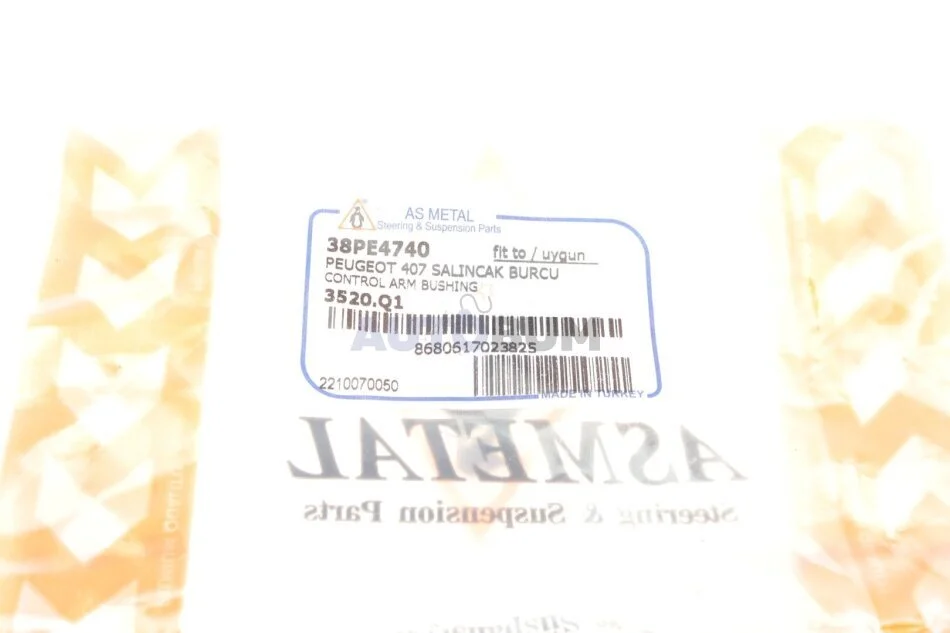 AS METAL
Steering & Suspension Parts
38PE4740 fit to / uygun
PEUGEOT 407 SALINCAK BURCU
CONTROL ARM BUSHING
3520.Q1
AUTOBUM
8680617023825
2210070050
MADE IN TURKEY
ASMETAL
Steering & Suspension Parts